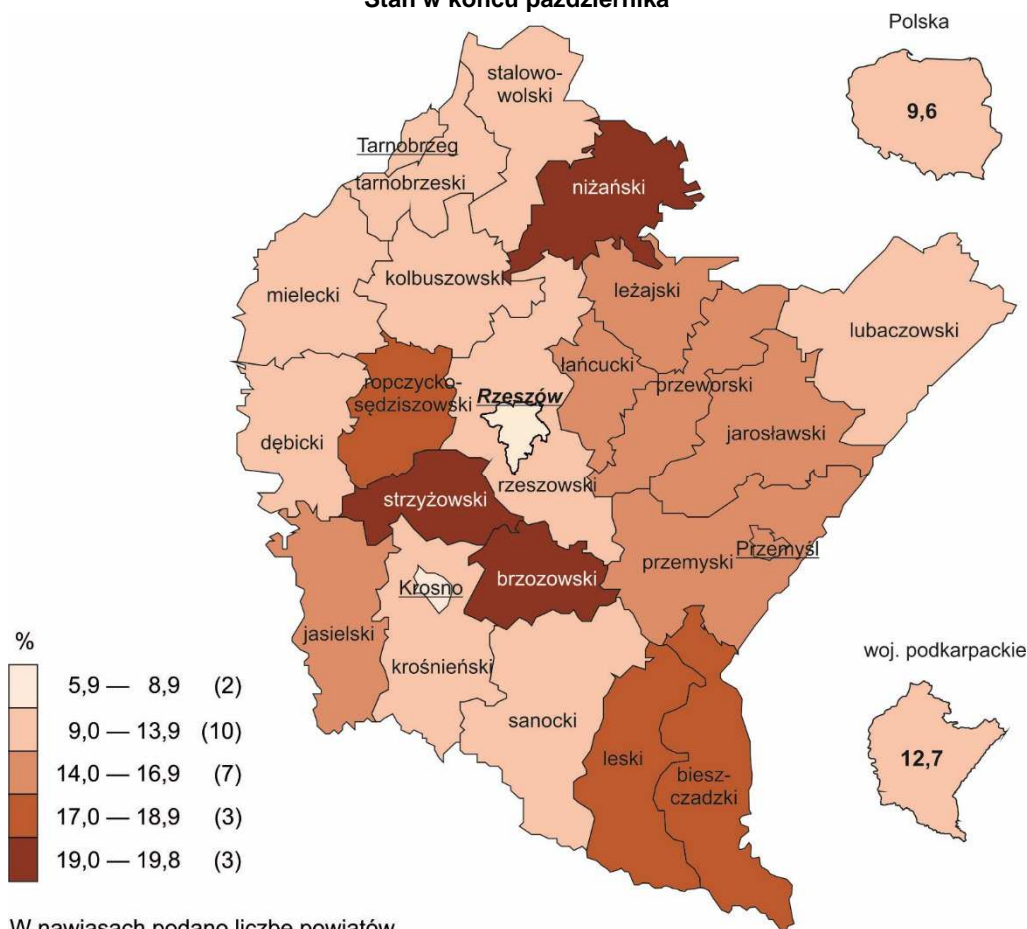 Stan w końcu października
Polska
9,6
stalowo-
wolski
Tarnobrzeg
tarnobrzeski
niżański
mielecki
kolbuszowski
leżajski
lubaczowski
łańcucki
ropczycko-
sędziszowski
Rzeszów
przeworski
jarosławski
dębicki
rzeszowski
strzyżowski
przemyski
Przemyśl
brzozowski
Krosno
jasielski
krośnieński
sanocki
leski
biesz-
czadzki
woj. podkarpackie
12,7
%
5,9 — 8,9 (2)
9,0 — 13,9 (10)
14,0 — 16,9 (7)
17,0 — 18,9 (3)
19,0 — 19,8 (3)
W nawiasach podano liczbę powiatów